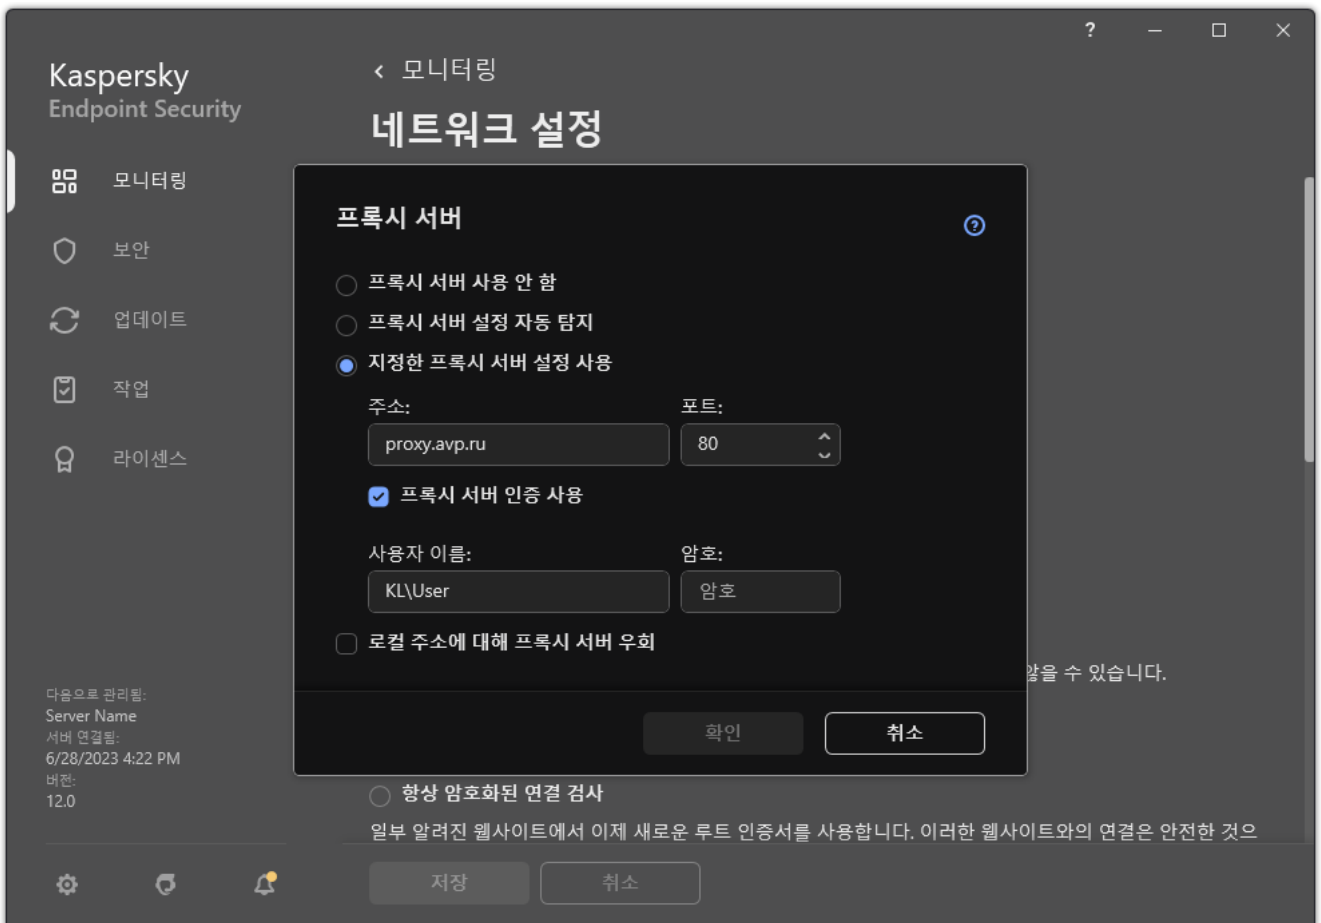 ?
Kaspersky
Endpoint Security
모니터링
보안
업데이트
작업
라이센스
다음으로 관리됨:
Server Name
서버 연결됨:
6/28/2023 4:22 PM
버전:
12.0
모니터링
네트워크 설정
프록시 서버
?
프록시 서버 사용 안 함
프록시 서버 설정 자동 탐지
지정한 프록시 서버 설정 사용
주소: 포트:
proxy.avp.ru 80
프록시 서버 인증 사용
사용자 이름: 암호:
KL\User 암호
로컬 주소에 대해 프록시 서버 우회
확인 취소
않을 수 있습니다.
항상 암호화된 연결 검사
일부 알려진 웹사이트에서 이제 새로운 루트 인증서를 사용합니다. 이러한 웹사이트와의 연결은 안전한 것으
저장 취소